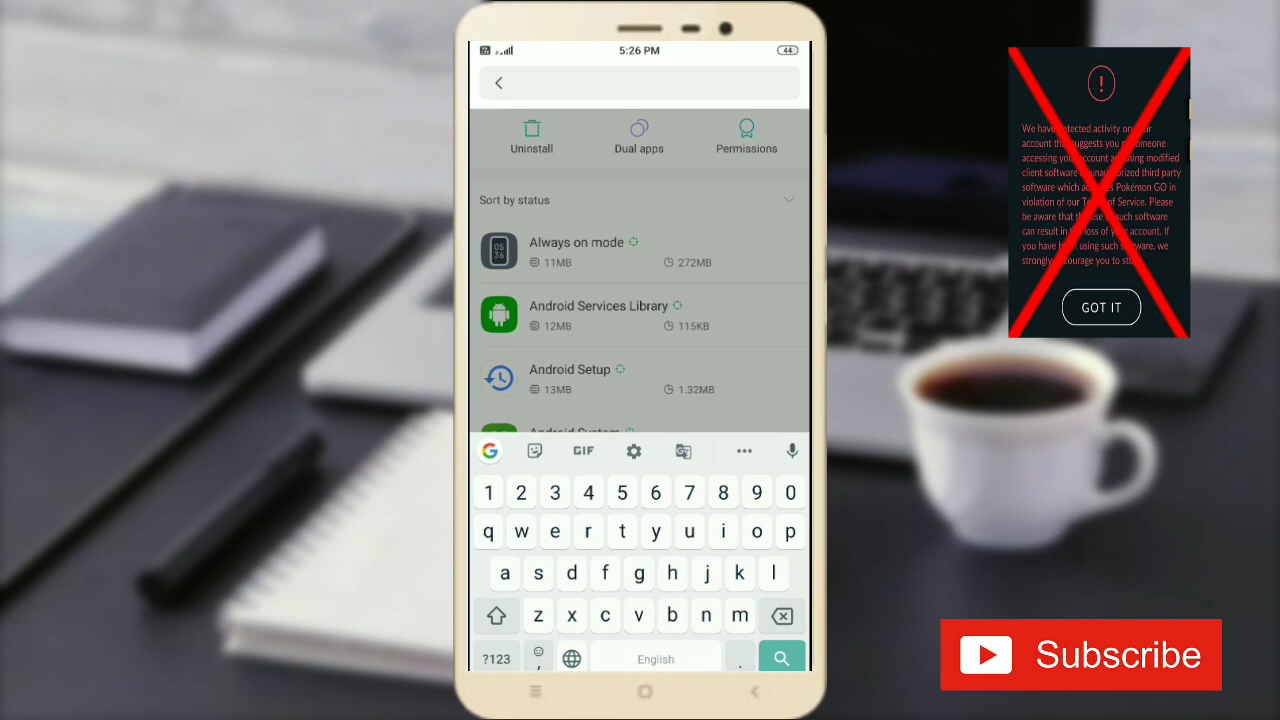 5:26 PM
44
Uninstall
Dual apps
Permissions
Sort by status
05
36
Always on mode
11MB
272MB
Android Services Library
12MB
115KB
Android Setup
13MB
1.32MB
Android System
G
GIF
1 2 3 4 5 6 7 8 9 0
q w e r t y u i o p
a s d f g h j k l
z x c v b n m
?123
,
English
.
We have detected activity on your
account that suggests you or someone
accessing your account are using modified
client software or unauthorized third party
software which accesses Pokémon GO in
violation of our Terms of Service. Please
be aware that the use of such software
can result in the loss of your account. If
you have been using such software, we
strongly encourage you to
GOT IT
Subscribe